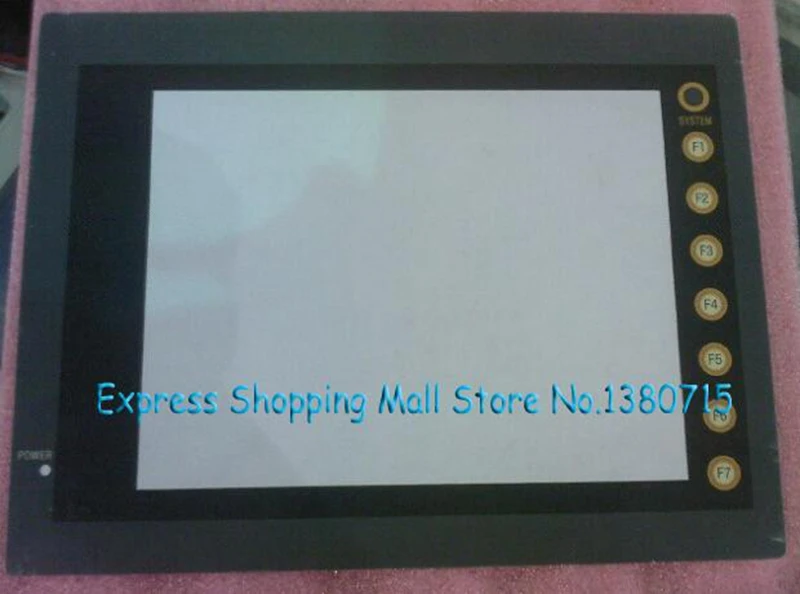 SYSTEM
F1
F2
F3
F4
F5
Express Shopping Mall Store No.1380715
F6
POWER
F7